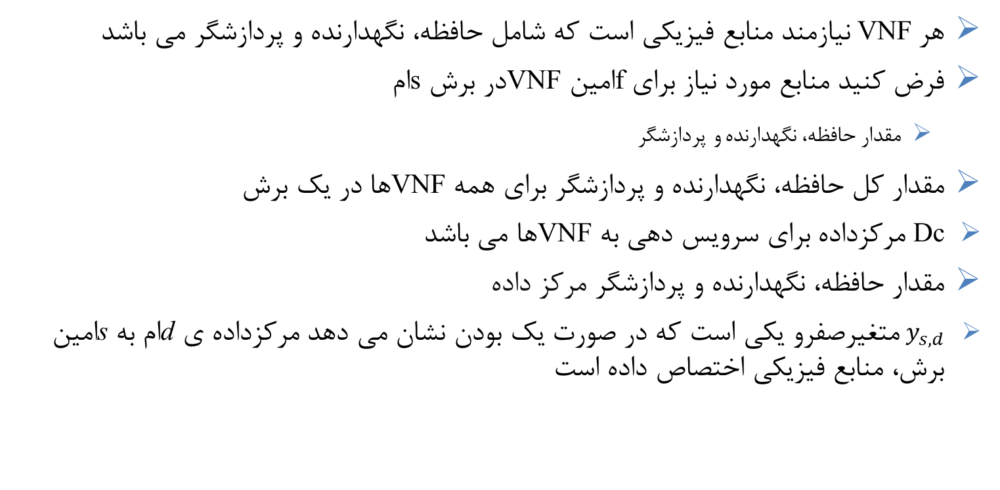 هر VNF نیازمند منابع فیزیکی است که شامل حافظه، نگهدارنده و پردازشگر می باشد
فرض کنید منابع مورد نیاز برای fامین VNFدر برش sام
مقدار حافظه، نگهدارنده و پردازشگر
مقدار کل حافظه، نگهدارنده و پردازشگر برای همه VNFها در یک برش
Dc مرکزداده برای سرویس دهی به VNFها می باشد
مقدار حافظه، نگهدارنده و پردازشگر مرکز داده
y_{s,d} متغیرصفرو یکی است که در صورت یک بودن نشان می دهد مرکزداده ی dام به sامین
برش، منابع فیزیکی اختصاص داده است